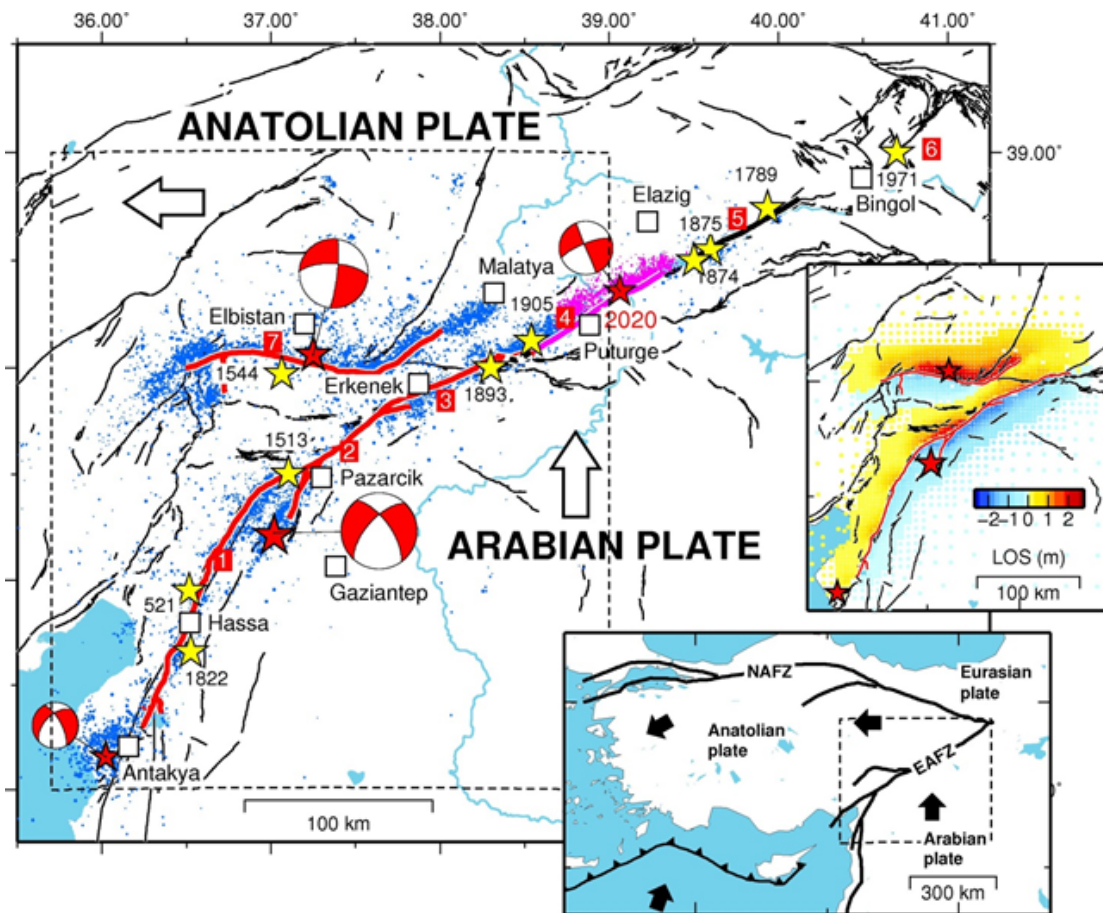 36.00° 37.00° 38.00° 39.00° 40.00° 41.00°
ANATOLIAN PLATE
39.00°
6
1789
1971
Bingol
Elazig
5
1875
Malatya
1874
1905
Elbistan
4
2020
7
Puturge
1544
Erkenek
1893
3
1513
2
Pazarcik
ARABIAN PLATE
1
Gaziantep
521
Hassa
1822
Antakya
100 km
−2 −1 0 1 2
LOS (m)
100 km
NAFZ
Eurasian
plate
Anatolian
plate
EAFZ
Arabian
plate
300 km